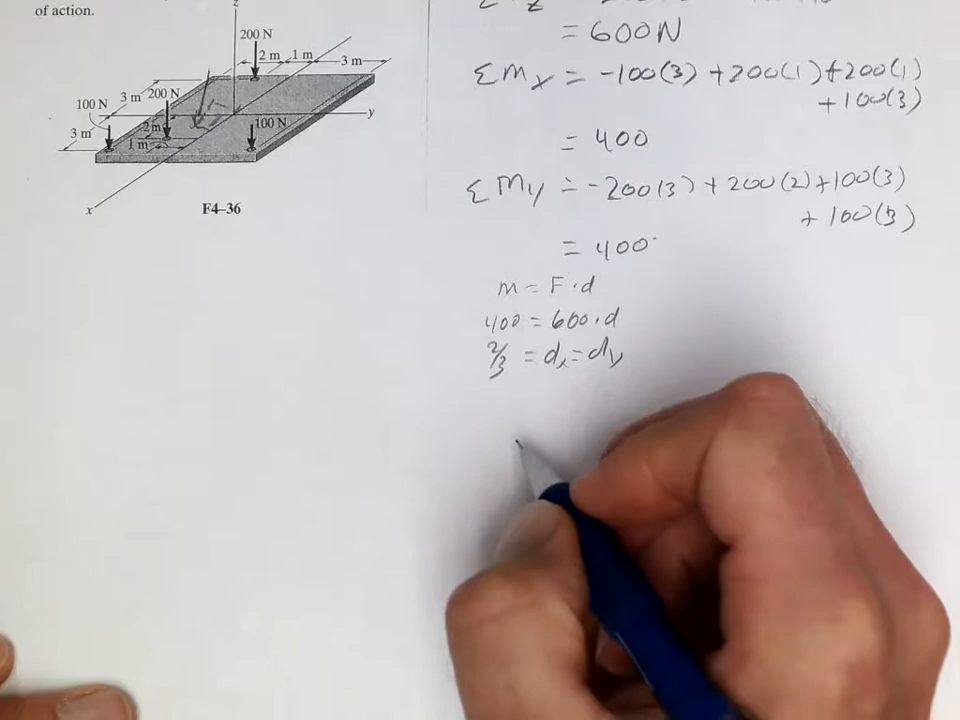 of action.
z
200 N
2 m
1 m
3 m
3 m
200 N
100 N
3 m
2 m
1 m
100 N
y
x
F4–36
= 600N
ΣMx = -100(3) + 200(1) + 200(1)
+ 100(3)
= 400
ΣMy = -200(3) + 200(2) + 100(3)
+ 100(3)
= 400
m = F · d
400 = 600 · d
2/3 = dx = dy